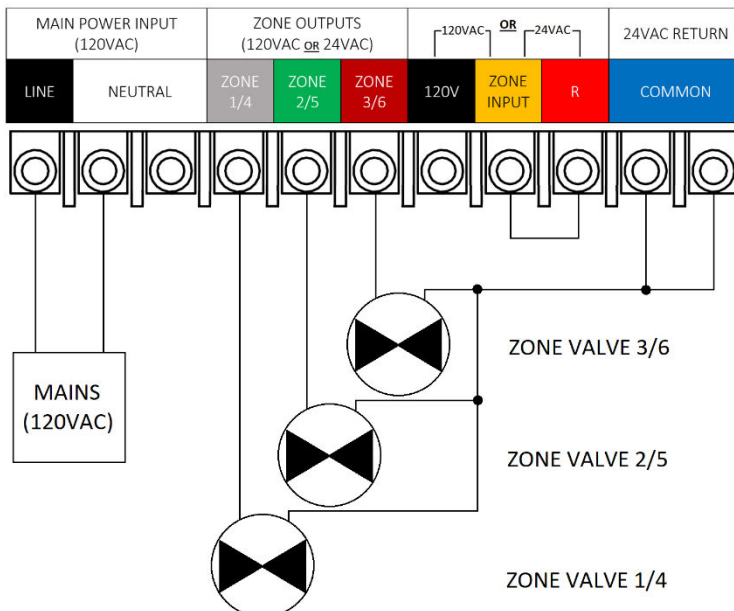 MAIN POWER INPUT
(120VAC)
ZONE OUTPUTS
(120VAC OR 24VAC)
120VAC OR 24VAC
24VAC RETURN
LINE
NEUTRAL
ZONE
1/4
ZONE
2/5
ZONE
3/6
120V
ZONE
INPUT
R
COMMON
ZONE VALVE 3/6
MAINS
(120VAC)
ZONE VALVE 2/5
ZONE VALVE 1/4